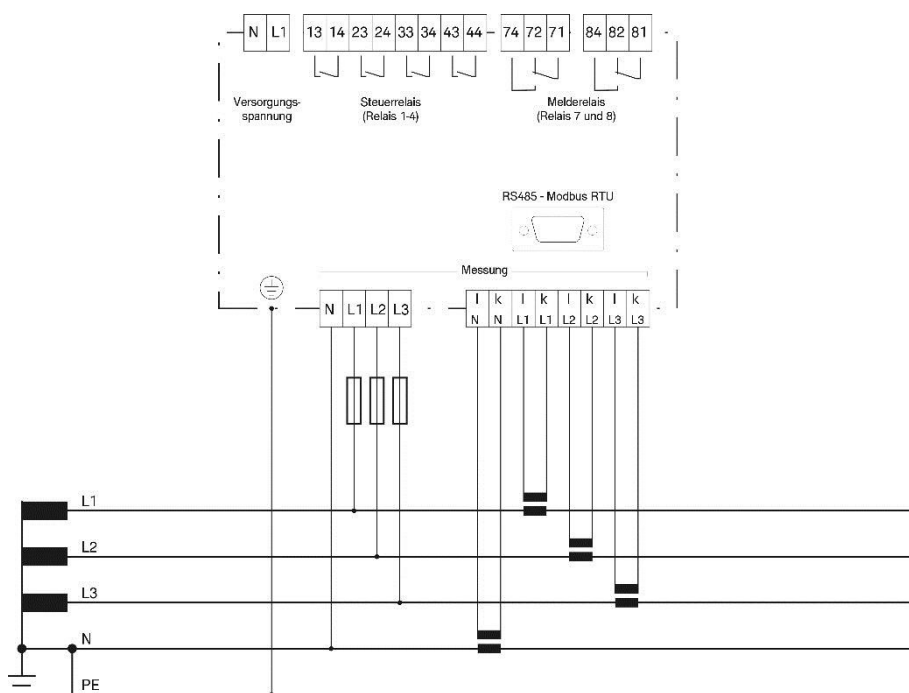 N L1 13 14 23 24 33 34 43 44 74 72 71 84 82 81
Versorgungs-
spannung
Steuerrelais
(Relais 1-4)
Melderelais
(Relais 7 und 8)
RS485 - Modbus RTU
Messung
N L1 L2 L3
l k l k l k l k
N N L1 L1 L2 L2 L3 L3
L1
L2
L3
N
PE